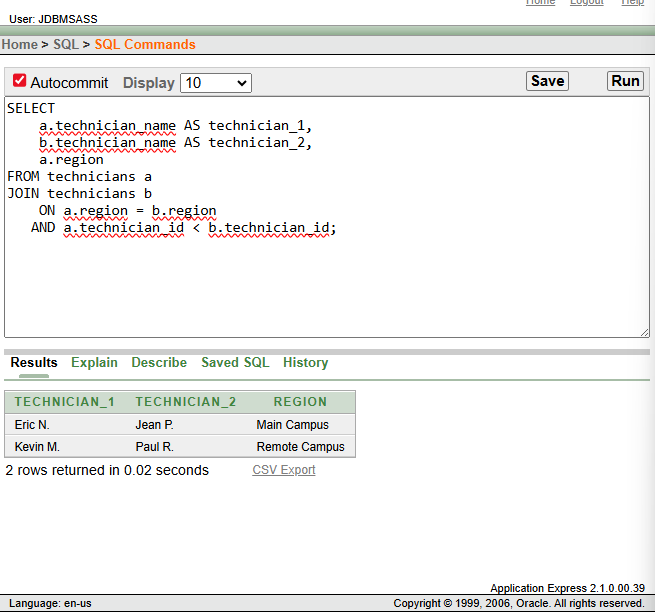 Home Logout Help
User: JDBMSASS
Home > SQL > SQL Commands
Autocommit Display 10 Save Run
SELECT
a.technician_name AS technician_1,
b.technician_name AS technician_2,
a.region
FROM technicians a
JOIN technicians b
ON a.region = b.region
AND a.technician_id < b.technician_id;
Results Explain Describe Saved SQL History
TECHNICIAN_1 TECHNICIAN_2 REGION
Eric N. Jean P. Main Campus
Kevin M. Paul R. Remote Campus
2 rows returned in 0.02 seconds CSV Export
Application Express 2.1.0.00.39
Language: en-us Copyright © 1999, 2006, Oracle. All rights reserved.